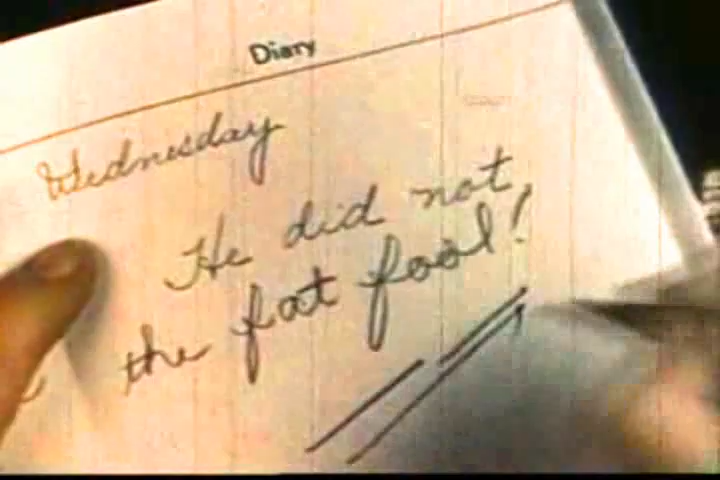 Diary
Wednesday
He did not,
the fat fool!